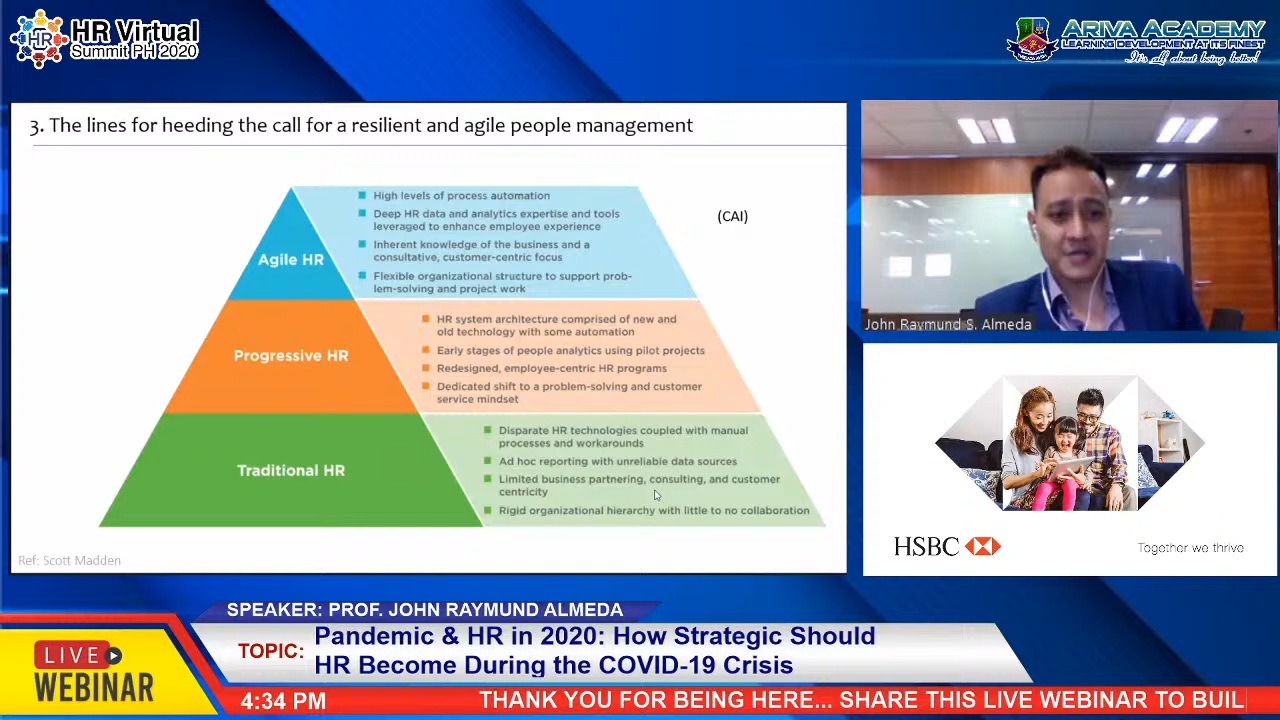 HR
HR Virtual
Summit PH 2020
ARIVA ACADEMY
LEARNING DEVELOPMENT AT ITS FINEST
It's all about being better!
3. The lines for heeding the call for a resilient and agile people management
Agile HR
High levels of process automation
Deep HR data and analytics expertise and tools
leveraged to enhance employee experience
Inherent knowledge of the business and a
consultative, customer-centric focus
Flexible organizational structure to support prob-
lem-solving and project work
(CAI)
Progressive HR
HR system architecture comprised of new and
old technology with some automation
Early stages of people analytics using pilot projects
Redesigned, employee-centric HR programs
Dedicated shift to a problem-solving and customer
service mindset
Traditional HR
Disparate HR technologies coupled with manual
processes and workarounds
Ad hoc reporting with unreliable data sources
Limited business partnering, consulting, and customer
centricity
Rigid organizational hierarchy with little to no collaboration
Ref: Scott Madden
John Raymund S. Almeda
HSBC
Together we thrive
SPEAKER: PROF. JOHN RAYMUND ALMEDA
TOPIC:
Pandemic & HR in 2020: How Strategic Should
HR Become During the COVID-19 Crisis
LIVE
WEBINAR
4:34 PM
THANK YOU FOR BEING HERE... SHARE THIS LIVE WEBINAR TO BUIL